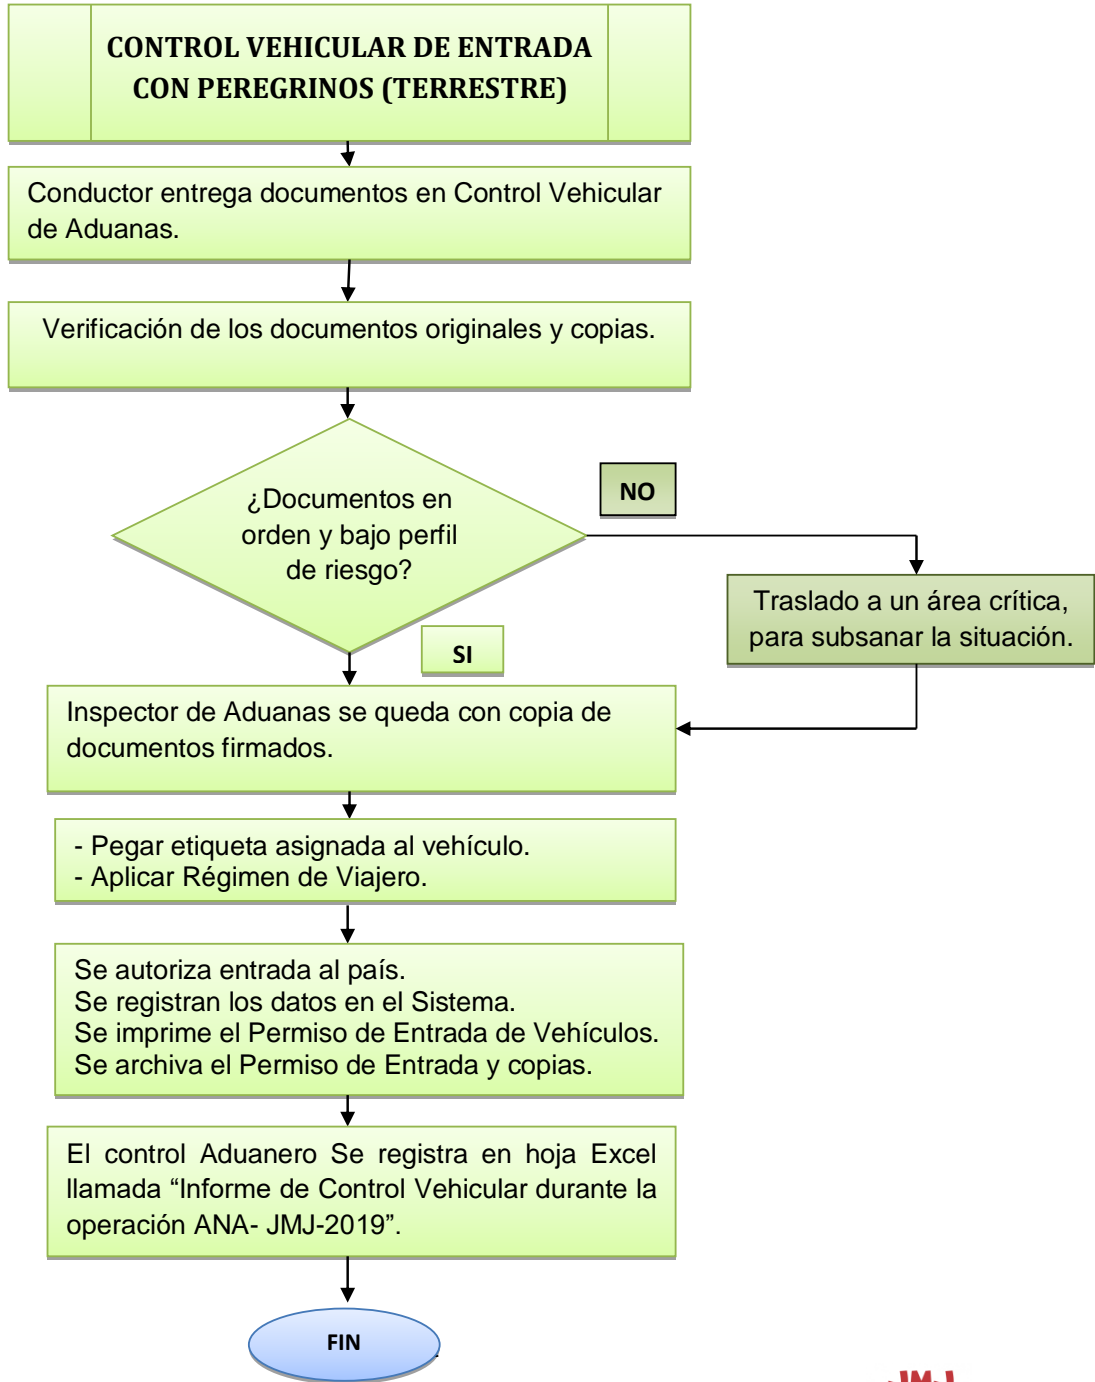 CONTROL VEHICULAR DE ENTRADA
CON PEREGRINOS (TERRESTRE)
Conductor entrega documentos en Control Vehicular
de Aduanas.
Verificación de los documentos originales y copias.
¿Documentos en
orden y bajo perfil
de riesgo?
NO
Traslado a un área crítica,
para subsanar la situación.
SI
Inspector de Aduanas se queda con copia de
documentos firmados.
- Pegar etiqueta asignada al vehículo.
- Aplicar Régimen de Viajero.
Se autoriza entrada al país.
Se registran los datos en el Sistema.
Se imprime el Permiso de Entrada de Vehículos.
Se archiva el Permiso de Entrada y copias.
El control Aduanero Se registra en hoja Excel
llamada “Informe de Control Vehicular durante la
operación ANA- JMJ-2019”.
FIN
.
JMJ